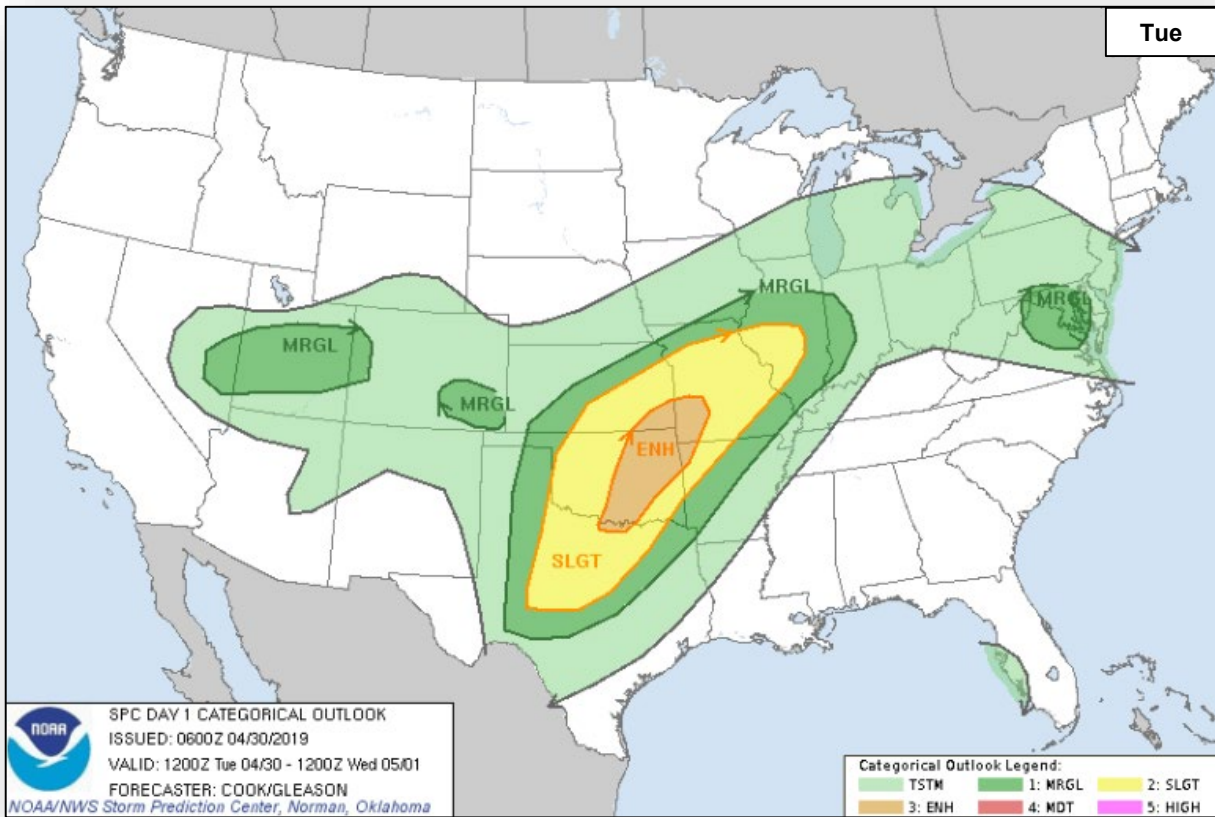 Tue
MRGL
MRGL
MRGL
MRGL
ENH
SLGT
NOAA
SPC DAY 1 CATEGORICAL OUTLOOK
ISSUED: 0600Z 04/30/2019
VALID: 1200Z Tue 04/30 - 1200Z Wed 05/01
FORECASTER: COOK/GLEASON
NOAA/NWS Storm Prediction Center, Norman, Oklahoma
Categorical Outlook Legend:
TSTM 1: MRGL 2: SLGT
3: ENH 4: MDT 5: HIGH